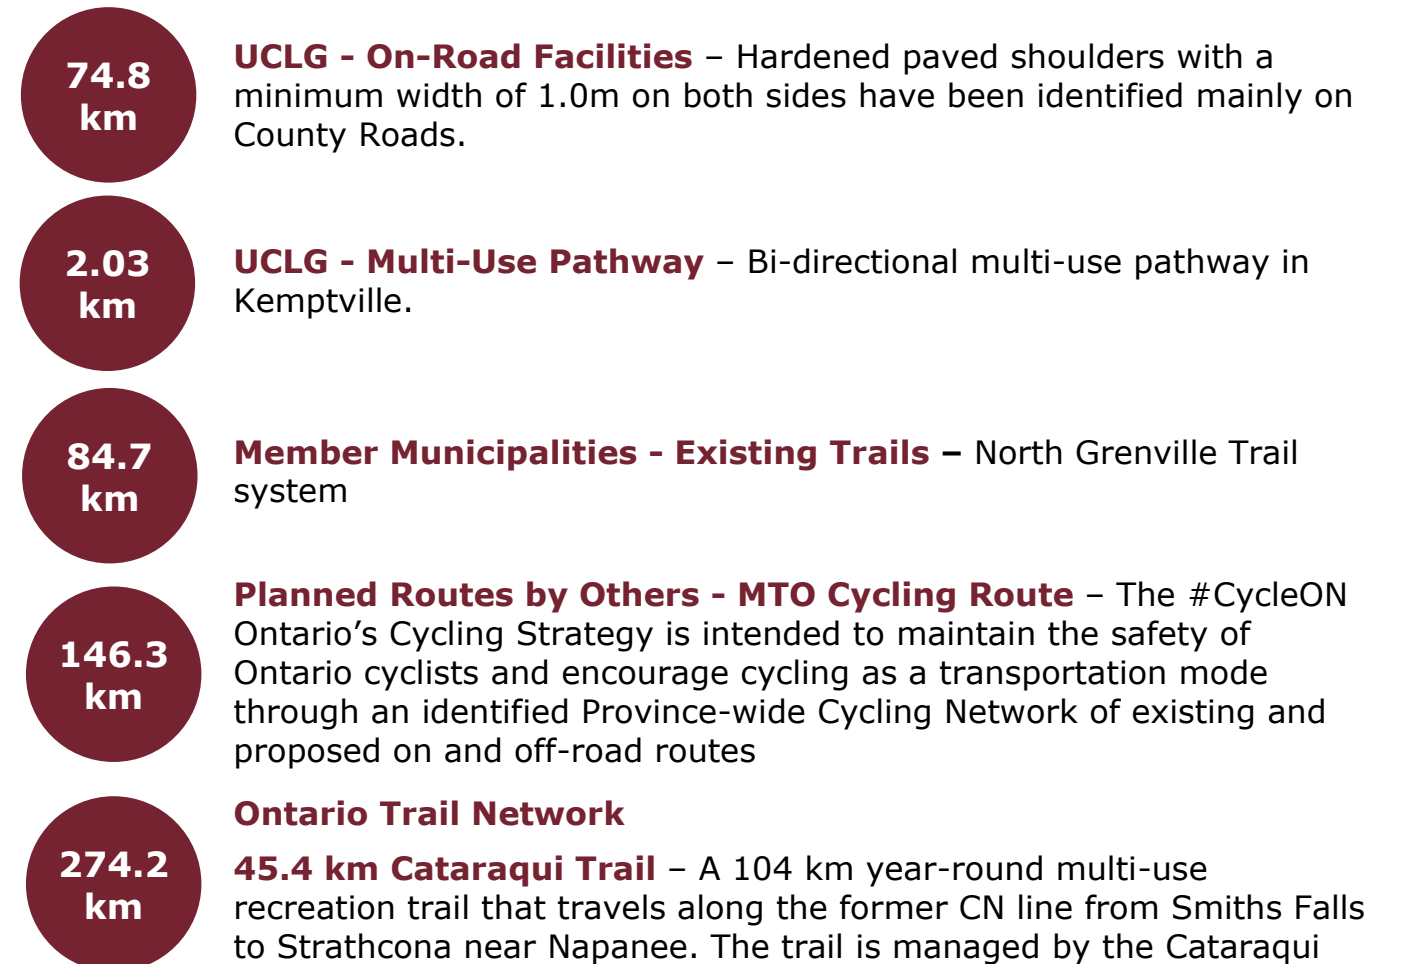 74.8
km
UCLG - On-Road Facilities – Hardened paved shoulders with a
minimum width of 1.0m on both sides have been identified mainly on
County Roads.
2.03
km
UCLG - Multi-Use Pathway – Bi-directional multi-use pathway in
Kemptville.
84.7
km
Member Municipalities - Existing Trails – North Grenville Trail
system
146.3
km
Planned Routes by Others - MTO Cycling Route – The #CycleON
Ontario’s Cycling Strategy is intended to maintain the safety of
Ontario cyclists and encourage cycling as a transportation mode
through an identified Province-wide Cycling Network of existing and
proposed on and off-road routes
274.2
km
Ontario Trail Network
45.4 km Cataraqui Trail – A 104 km year-round multi-use
recreation trail that travels along the former CN line from Smiths Falls
to Strathcona near Napanee. The trail is managed by the Cataraqui